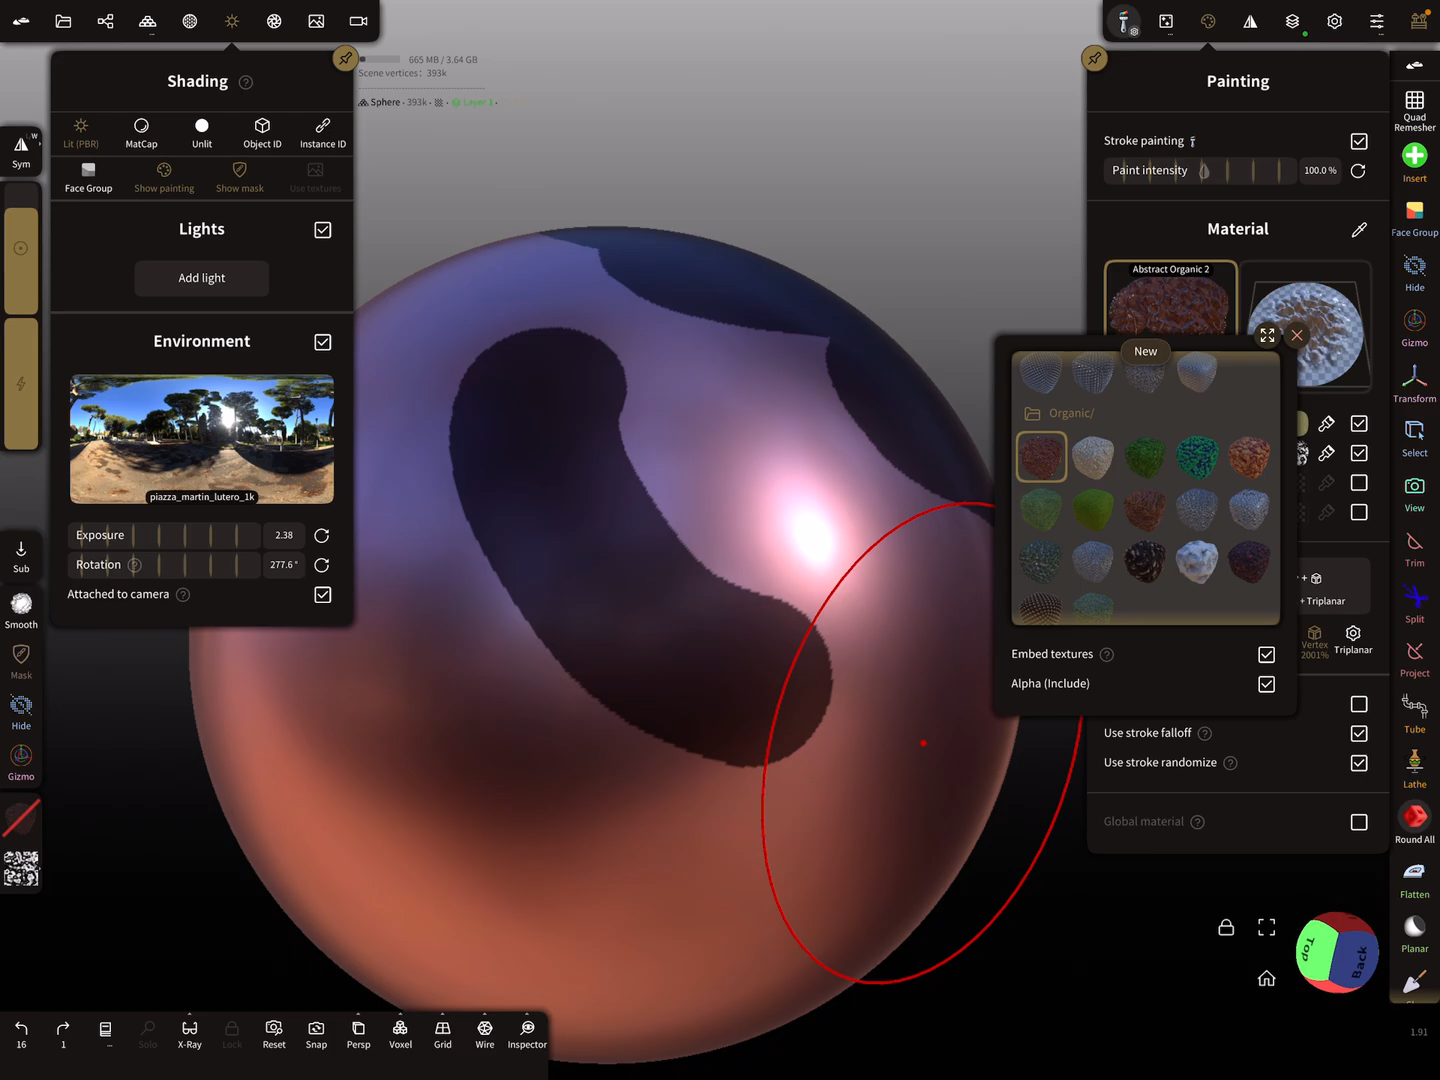 Shading
Lit (PBR)
MatCap
Unlit
Object ID
Instance ID
Face Group
Show painting
Show mask
Use textures
Lights
Add light
Environment
piazza_martin_lutero_1k
Exposure
2.38
Rotation
277.6°
Attached to camera
665 MB / 3.64 GB
Scene vertices: 393k
Sphere · 393k ·
Layer 1 ·
Sym
Sub
Smooth
Mask
Hide
Gizmo
16
1
...
Solo
X-Ray
Lock
Reset
Snap
Persp
Voxel
Grid
Wire
Inspector
Painting
Stroke painting
Paint intensity
100.0 %
Material
Abstract Organic 2
New
Organic/
Embed textures
Alpha (Include)
+ Triplanar
Vertex
2001%
Triplanar
Use stroke falloff
Use stroke randomize
Global material
Quad
Remesher
Insert
Face Group
Hide
Gizmo
Transform
Select
View
Trim
Split
Project
Tube
Lathe
Round All
Flatten
Planar
Top
Back
1.91